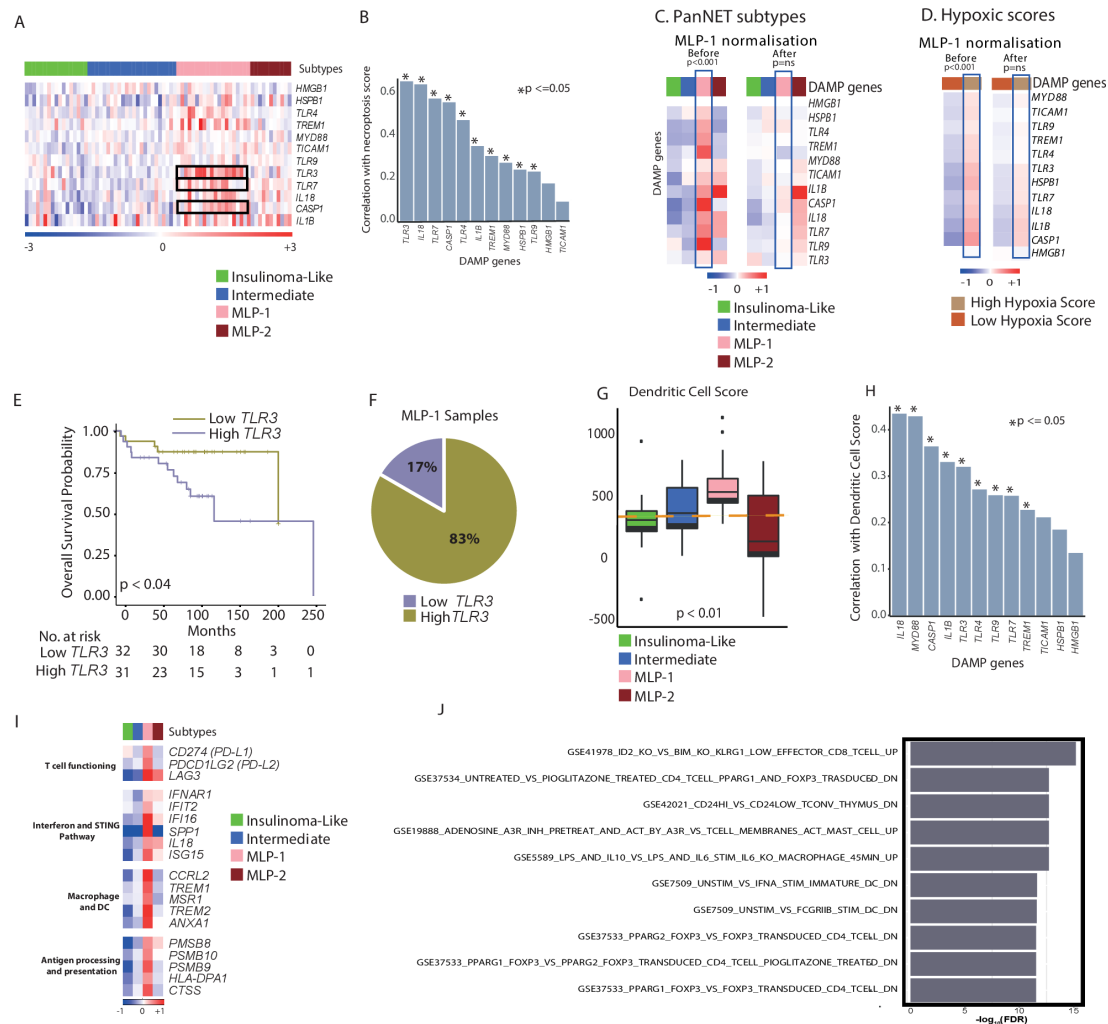 A
Subtypes
HMGB1
HSPB1
TLR4
TREM1
MYD88
TICAM1
TLR9
TLR3
TLR7
IL18
CASP1
IL1B
-3
0
+3
Insulinoma-Like
Intermediate
MLP-1
MLP-2
B
Correlation with necroptosis score
0.6
0.4
0.2
0.0
* * * * * * * * * *
*p <=0.05
TLR3
IL18
TLR7
CASP1
TLR4
IL1B
TREM1
MYD88
HSPB1
TLR9
HMGB1
TICAM1
DAMP genes
C. PanNET subtypes
MLP-1 normalisation
Before
p<0.001
After
p=ns
DAMP genes
DAMP genes
HMGB1
HSPB1
TLR4
TREM1
MYD88
TICAM1
IL1B
CASP1
IL18
TLR7
TLR9
TLR3
-1 0 +1
Insulinoma-Like
Intermediate
MLP-1
MLP-2
D. Hypoxic scores
MLP-1 normalisation
Before
p<0.001
After
p=ns
DAMP genes
MYD88
TICAM1
TLR9
TREM1
TLR4
TLR3
HSPB1
TLR7
IL18
IL1B
CASP1
HMGB1
-1 0 +1
High Hypoxia Score
Low Hypoxia Score
E
Low TLR3
High TLR3
Overall Survival Probability
1.00
0.75
0.50
0.25
0.00
p < 0.04
0 50 100 150 200 250
Months
No. at risk
Low TLR3 32 30 18 8 3 0
High TLR3 31 23 15 3 1 1
F
MLP-1 Samples
17%
83%
Low TLR3
High TLR3
G
Dendritic Cell Score
1000
500
0
-500
p < 0.01
Insulinoma-Like
Intermediate
MLP-1
MLP-2
H
Correlation with Dendritic Cell Score
0.4
0.3
0.2
0.1
0.0
* * * * * * * * *
*p <= 0.05
IL18
MYD88
CASP1
IL1B
TLR3
TLR4
TLR9
TLR7
TREM1
TICAM1
HSPB1
HMGB1
DAMP genes
I
Subtypes
T cell functioning
CD274 (PD-L1)
PDCD1LG2 (PD-L2)
LAG3
Interferon and STING
Pathway
IFNAR1
IFIT2
IFI16
SPP1
IL18
ISG15
Macrophage
and DC
CCRL2
TREM1
MSR1
TREM2
ANXA1
Antigen processing
and presentation
PMSB8
PSMB10
PSMB9
HLA-DPA1
CTSS
-1 0 +1
Insulinoma-Like
Intermediate
MLP-1
MLP-2
J
GSE41978_ID2_KO_VS_BIM_KO_KLRG1_LOW_EFFECTOR_CD8_TCELL_UP
GSE37534_UNTREATED_VS_PIOGLITAZONE_TREATED_CD4_TCELL_PPARG1_AND_FOXP3_TRASDUCED_DN
GSE42021_CD24HI_VS_CD24LOW_TCONV_THYMUS_DN
GSE19888_ADENOSINE_A3R_INH_PRETREAT_AND_ACT_BY_A3R_VS_TCELL_MEMBRANES_ACT_MAST_CELL_UP
GSE5589_LPS_AND_IL10_VS_LPS_AND_IL6_STIM_IL6_KO_MACROPHAGE_45MIN_UP
GSE7509_UNSTIM_VS_IFNA_STIM_IMMATURE_DC_DN
GSE7509_UNSTIM_VS_FCGRIIB_STIM_DC_DN
GSE37533_PPARG2_FOXP3_VS_FOXP3_TRANSDUCED_CD4_TCELL_DN
GSE37533_PPARG1_FOXP3_VS_PPARG2_FOXP3_TRANSDUCED_CD4_TCELL_PIOGLITAZONE_TREATED_DN
GSE37533_PPARG1_FOXP3_VS_FOXP3_TRANSDUCED_CD4_TCELL_DN
0 5 10 15
-log10(FDR)